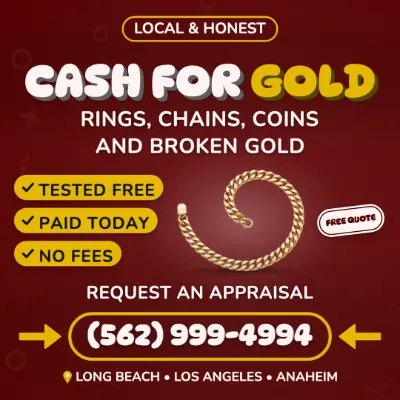 LOCAL & HONEST
CASH FOR GOLD
RINGS, CHAINS, COINS
AND BROKEN GOLD
✓ TESTED FREE
✓ PAID TODAY
✓ NO FEES
FREE QUOTE
REQUEST AN APPRAISAL
(562) 999-4994
LONG BEACH • LOS ANGELES • ANAHEIM